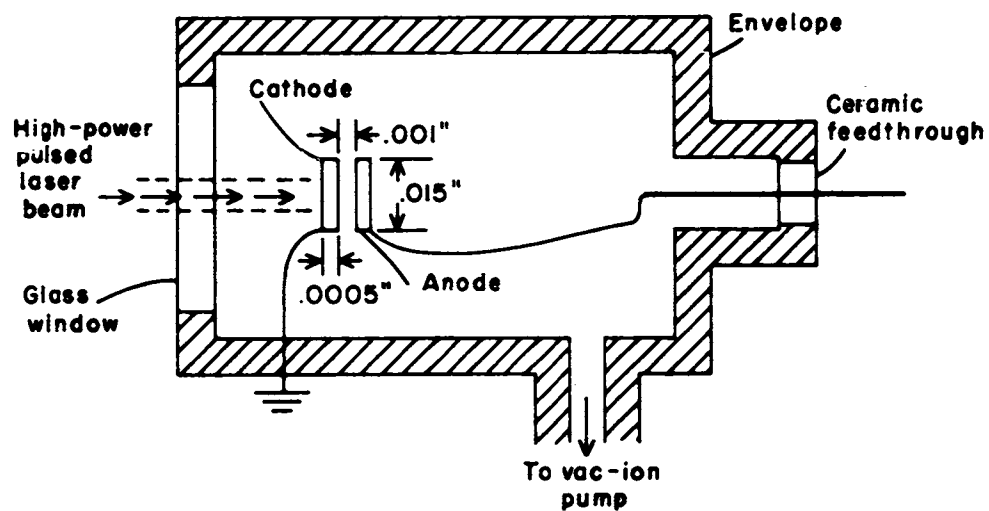 Envelope
Cathode
Ceramic
feedthrough
High-power
pulsed
laser
beam
.001"
.015"
.0005"
Anode
Glass
window
To vac-ion
pump